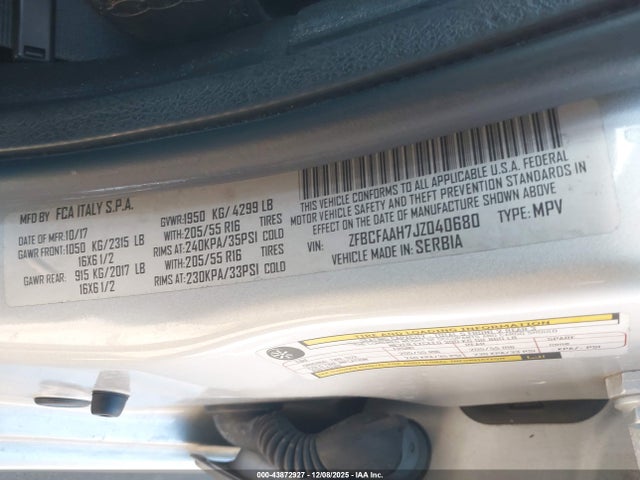 MFD BY FCA ITALY S.P.A.
DATE OF MFR: 10/17
GVWR: 1950 KG/ 4299 LB
GAWR FRONT: 1050 KG/ 2315 LB WITH 205/55 R16 TIRES
16X6 1/2 RIMS AT: 240KPA/35PSI COLD
GAWR REAR: 915 KG/ 2017 LB WITH 205/55 R16 TIRES
16X6 1/2 RIMS AT: 230KPA/33PSI COLD
THIS VEHICLE CONFORMS TO ALL APPLICABLE U.S.A. FEDERAL
MOTOR VEHICLE SAFETY AND THEFT PREVENTION STANDARDS IN
EFFECT ON THE DATE OF MANUFACTURE SHOWN ABOVE.
VIN: ZFBCFAAH7JZ040680 TYPE: MPV
VEHICLE MADE IN SERBIA
TIRE AND LOADING INFORMATION
000-43872927 - 12/08/2025 - IAA Inc.